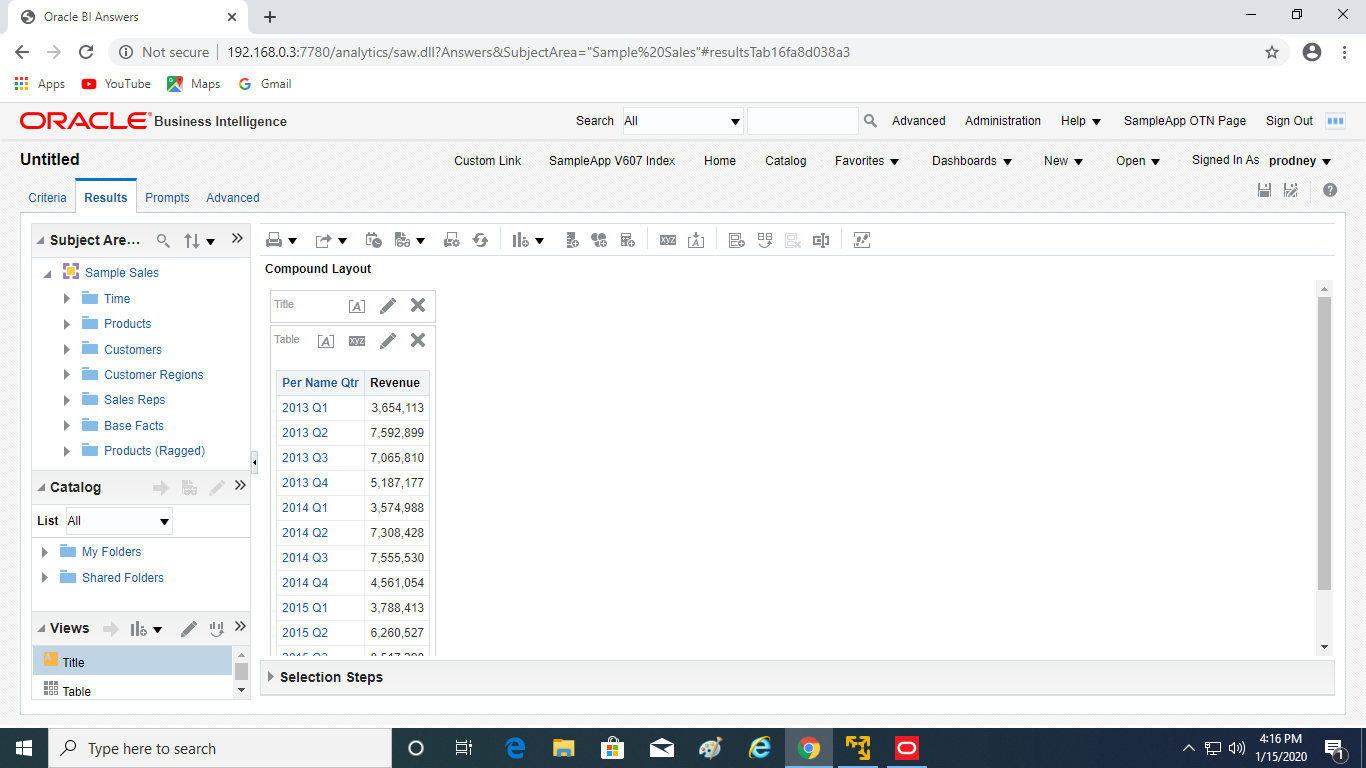 Oracle BI Answers
Not secure 192.168.0.3:7780/analytics/saw.dll?Answers&SubjectArea="Sample%20Sales"#resultsTab16fa8d038a3
Apps YouTube Maps Gmail
ORACLE Business Intelligence Search All Advanced Administration Help SampleApp OTN Page Sign Out
Untitled Custom Link SampleApp V607 Index Home Catalog Favorites Dashboards New Open Signed In As prodney
Criteria Results Prompts Advanced
Subject Are...
Sample Sales
Time
Products
Customers
Customer Regions
Sales Reps
Base Facts
Products (Ragged)
Catalog
List All
My Folders
Shared Folders
Views
Title
Table
xyz
Compound Layout
Title A
Table A xyz
Per Name Qtr Revenue
2013 Q1 3,654,113
2013 Q2 7,592,899
2013 Q3 7,065,810
2013 Q4 5,187,177
2014 Q1 3,574,988
2014 Q2 7,308,428
2014 Q3 7,555,530
2014 Q4 4,561,054
2015 Q1 3,788,413
2015 Q2 6,260,527
Selection Steps
Type here to search
4:16 PM
1/15/2020
1